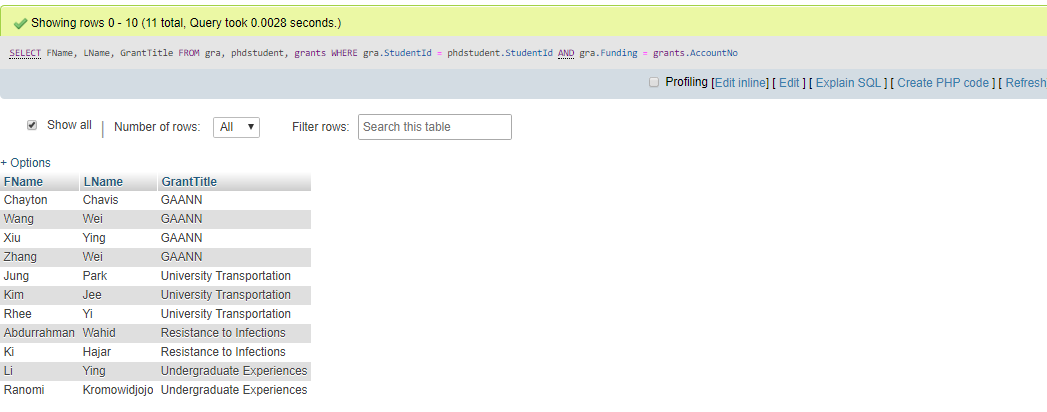 Showing rows 0 - 10 (11 total, Query took 0.0028 seconds.)
SELECT FName, LName, GrantTitle FROM gra, phdstudent, grants WHERE gra.StudentId = phdstudent.StudentId AND gra.Funding = grants.AccountNo
Profiling [Edit inline] [ Edit ] [ Explain SQL ] [ Create PHP code ] [ Refresh
Show all | Number of rows: All Filter rows: Search this table
+ Options
FName LName GrantTitle
Chayton Chavis GAANN
Wang Wei GAANN
Xiu Ying GAANN
Zhang Wei GAANN
Jung Park University Transportation
Kim Jee University Transportation
Rhee Yi University Transportation
Abdurrahman Wahid Resistance to Infections
Ki Hajar Resistance to Infections
Li Ying Undergraduate Experiences
Ranomi Kromowidjojo Undergraduate Experiences